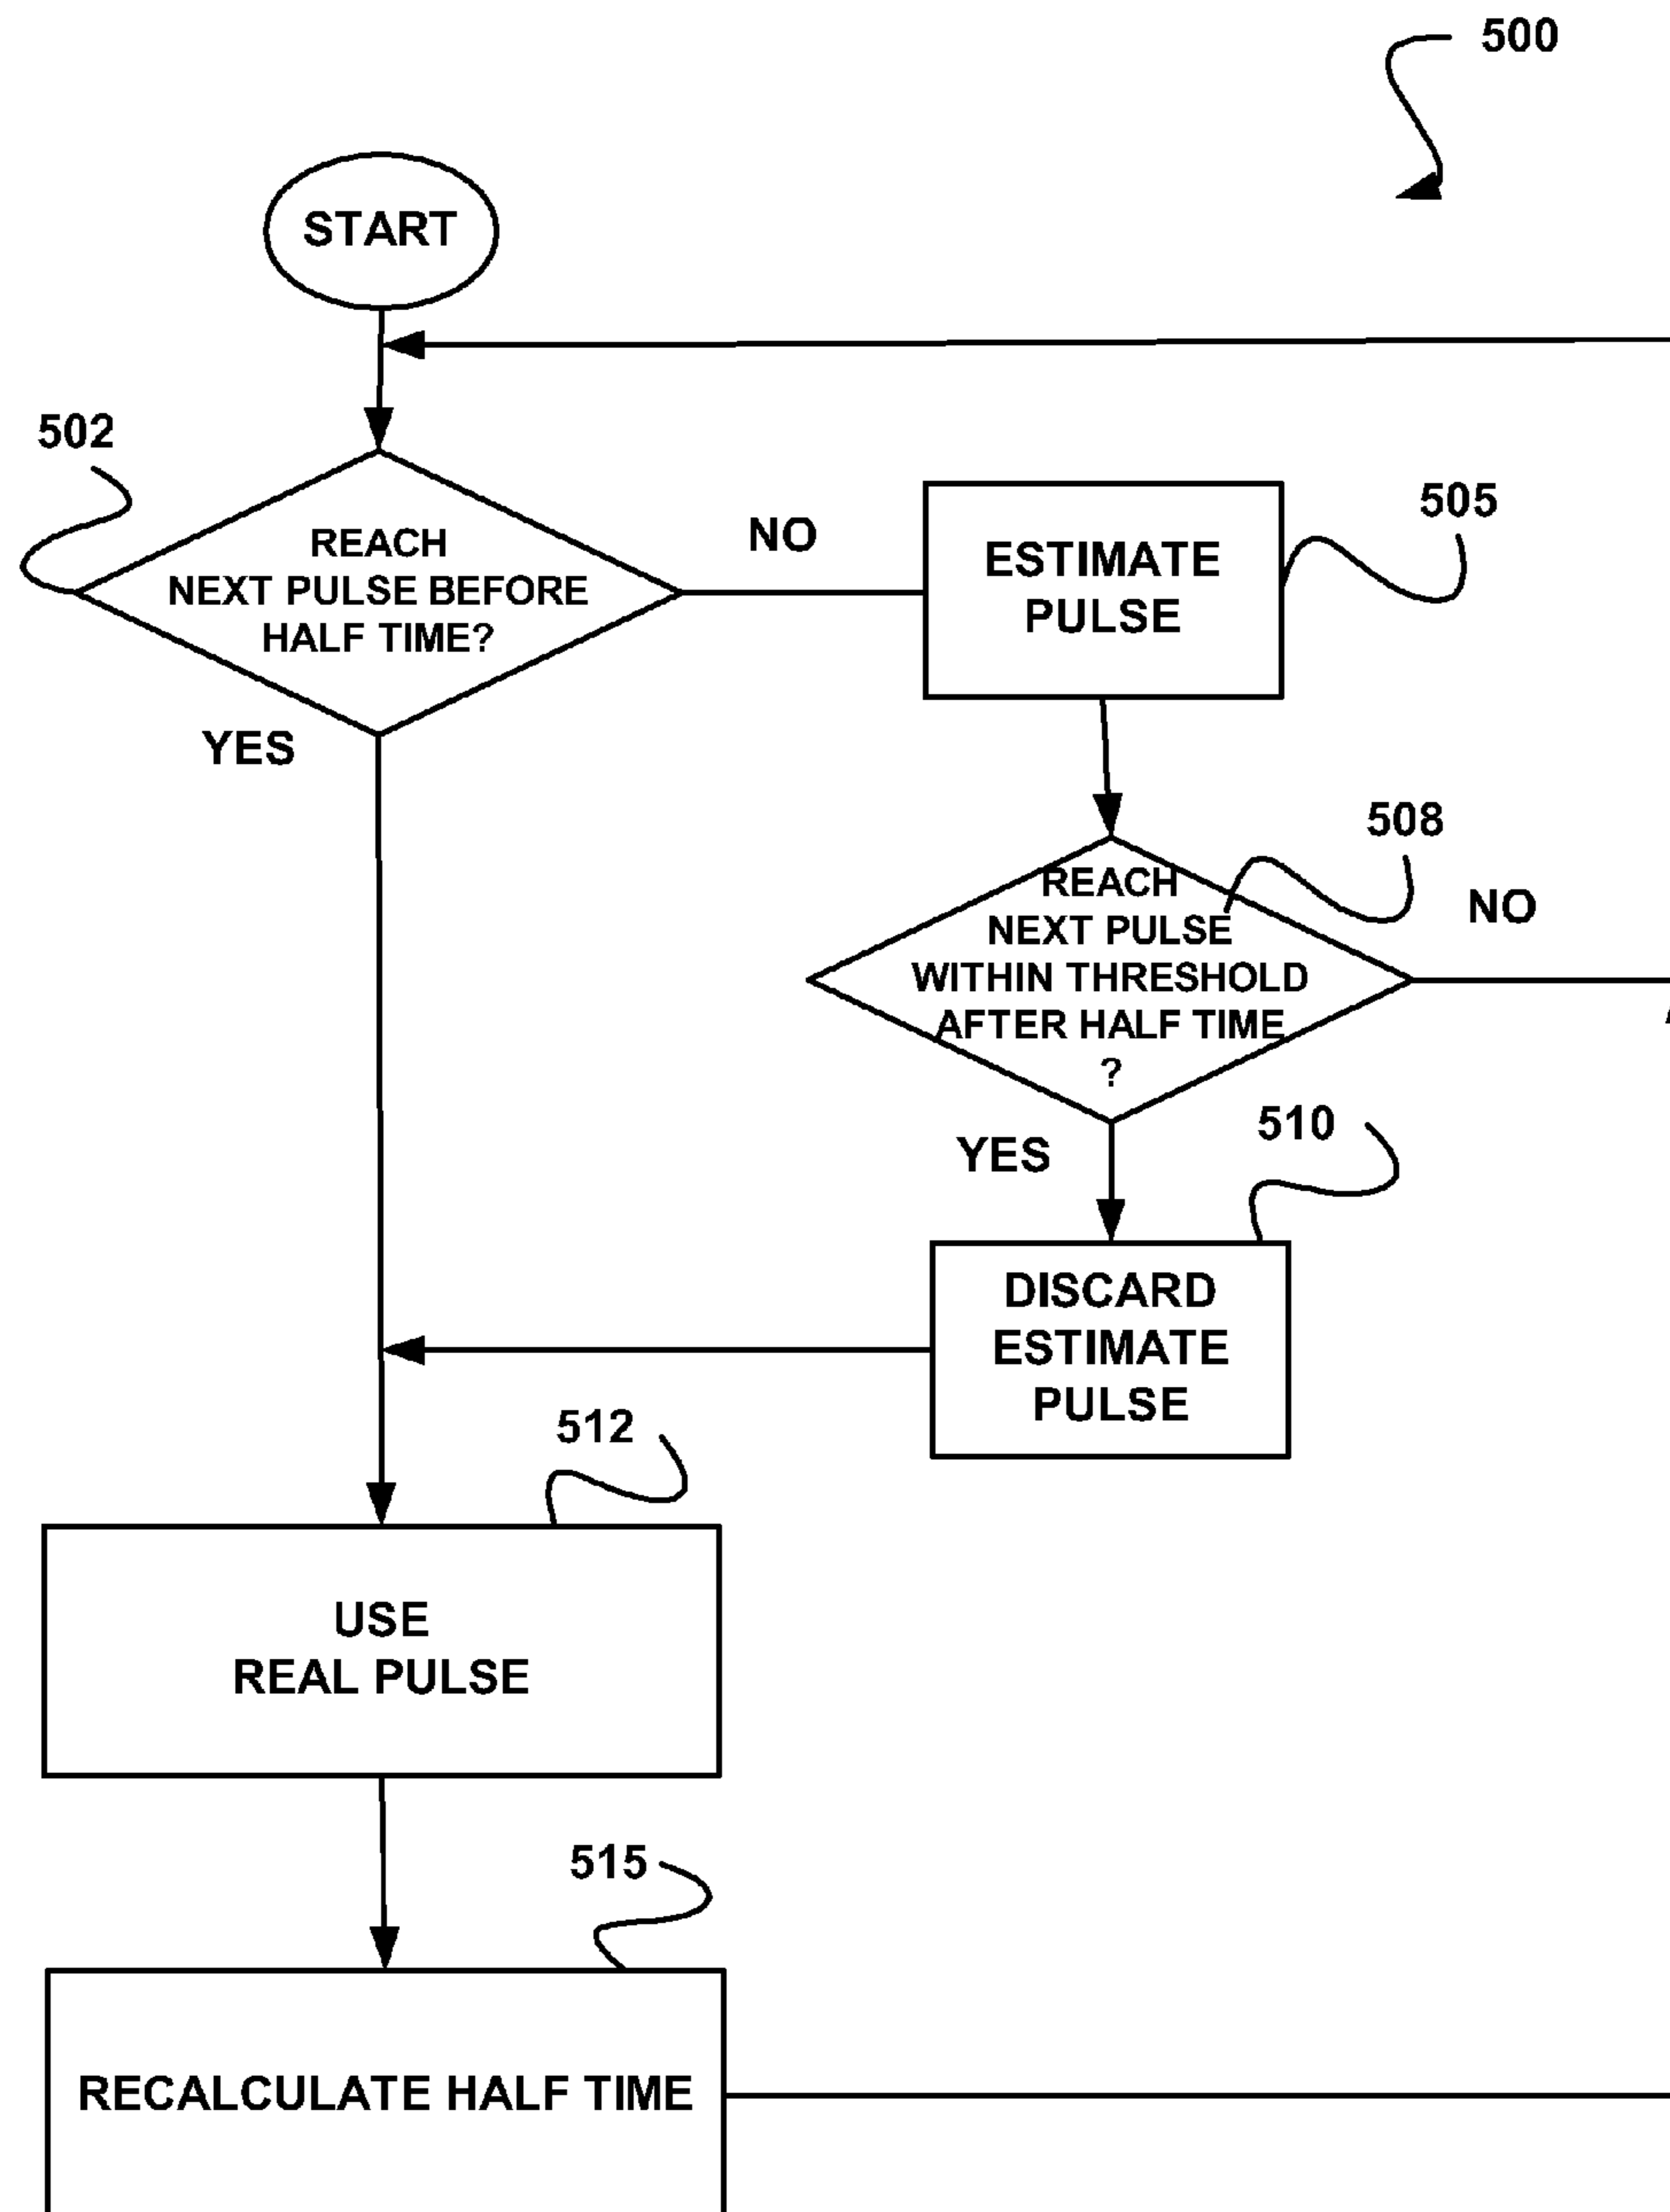 500
START
502
REACH
NEXT PULSE BEFORE
HALF TIME?
NO
ESTIMATE
PULSE
505
YES
508
REACH
NEXT PULSE
WITHIN THRESHOLD
AFTER HALF TIME
?
NO
YES
510
DISCARD
ESTIMATE
PULSE
512
USE
REAL PULSE
515
RECALCULATE HALF TIME